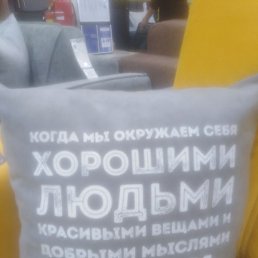 КОГДА МЫ ОКРУЖАЕМ СЕБЯ
ХОРОШИМИ
ЛЮДЬМИ
КРАСИВЫМИ ВЕЩАМИ И
ДОБРЫМИ МЫСЛЯМИ